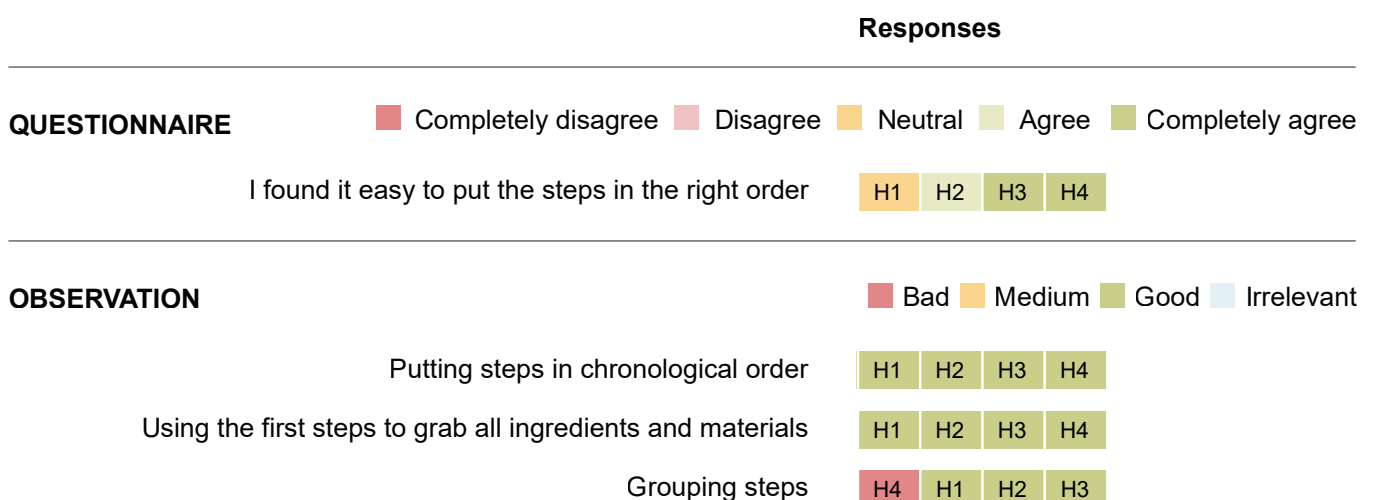 Responses
QUESTIONNAIRE Completely disagree Disagree Neutral Agree Completely agree
I found it easy to put the steps in the right order H1 H2 H3 H4
OBSERVATION Bad Medium Good Irrelevant
Putting steps in chronological order H1 H2 H3 H4
Using the first steps to grab all ingredients and materials H1 H2 H3 H4
Grouping steps H4 H1 H2 H3